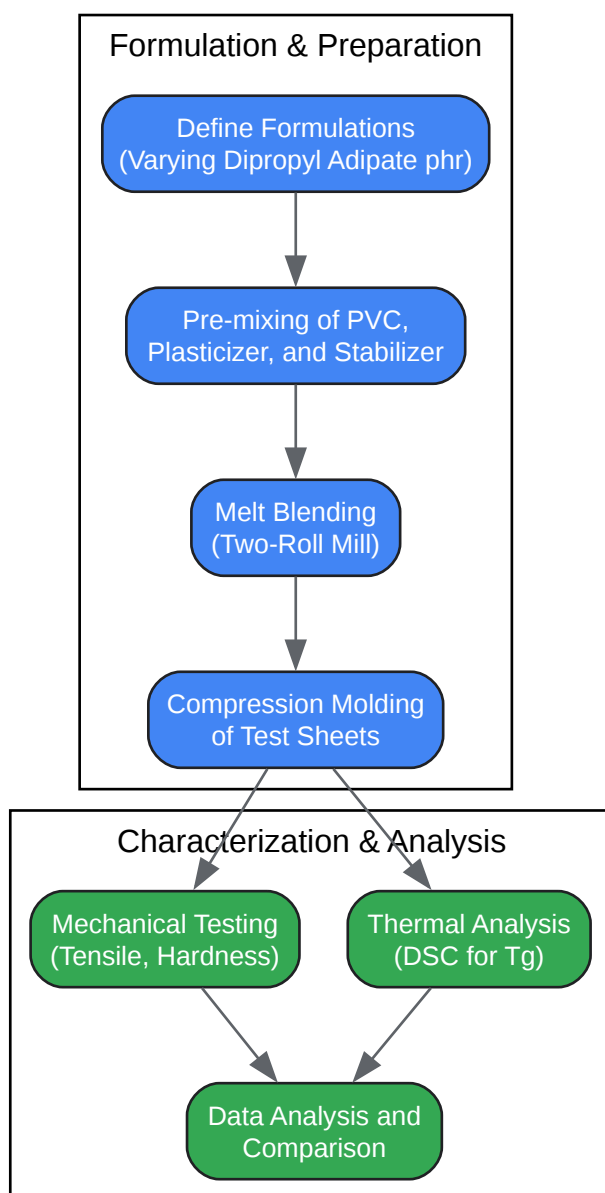 Formulation & Preparation
Define Formulations
(Varying Dipropyl Adipate phr)
Pre-mixing of PVC,
Plasticizer, and Stabilizer
Melt Blending
(Two-Roll Mill)
Compression Molding
of Test Sheets
Characterization & Analysis
Mechanical Testing
(Tensile, Hardness)
Thermal Analysis
(DSC for Tg)
Data Analysis and
Comparison